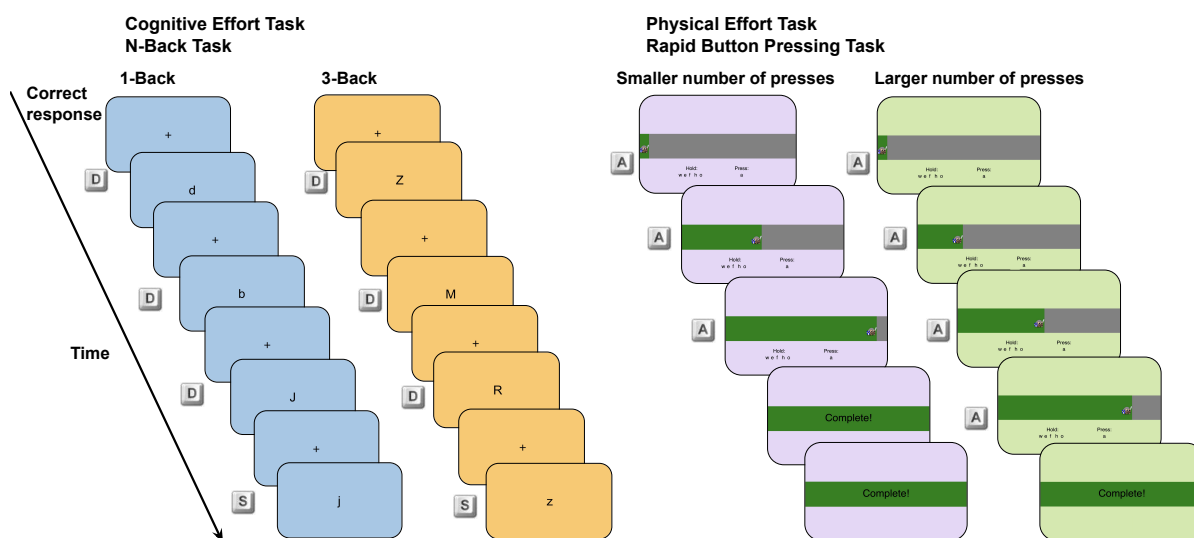 Cognitive Effort Task
N-Back Task
1-Back
3-Back
Correct
response
Time
+
D
d
+
D
b
+
D
J
+
S
j
+
D
Z
+
D
M
+
D
R
+
S
z
Physical Effort Task
Rapid Button Pressing Task
Smaller number of presses
Larger number of presses
A
Hold: Press:
w e f h o a
A
Hold: Press:
w e f h o a
A
Hold: Press:
w e f h o a
Complete!
Complete!
A
Hold: Press:
w e f h o a
A
Hold: Press:
w e f h o a
A
Hold: Press:
w e f h o a
A
Hold: Press:
w e f h o a
Complete!